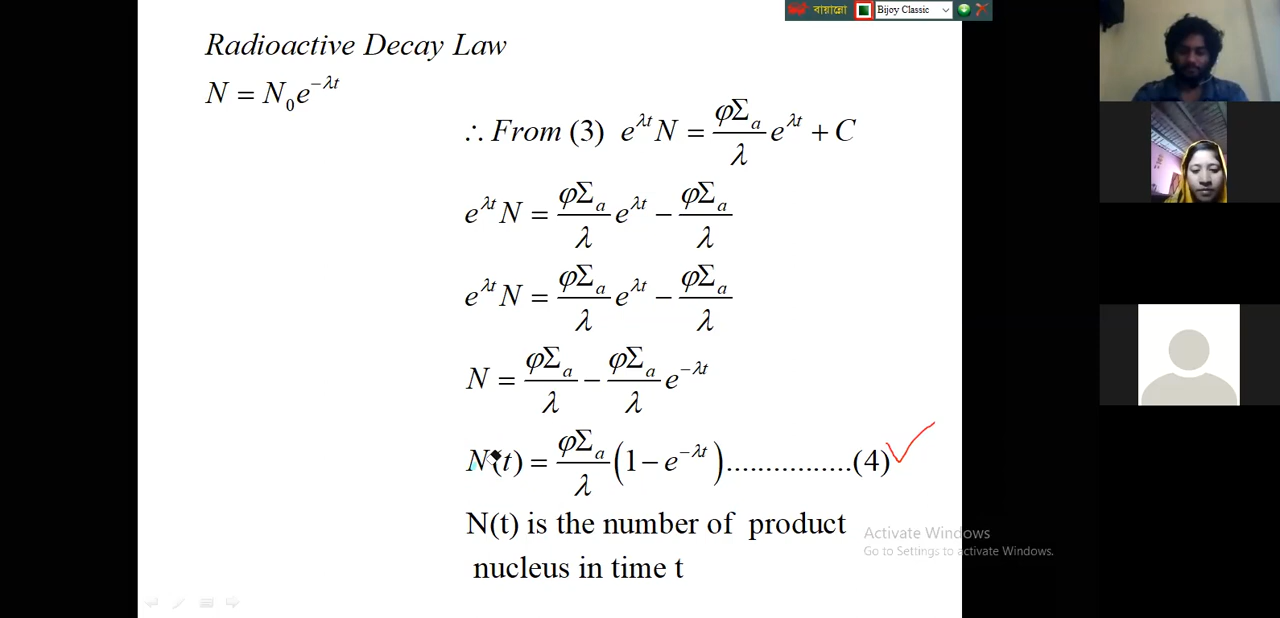 বায়ান্নো Bijoy Classic
Radioactive Decay Law
N = N₀e^{−λt}
∴ From (3) e^{λt}N = φΣₐ/λ e^{λt} + C
e^{λt}N = φΣₐ/λ e^{λt} − φΣₐ/λ
e^{λt}N = φΣₐ/λ e^{λt} − φΣₐ/λ
N = φΣₐ/λ − φΣₐ/λ e^{−λt}
N(t) = φΣₐ/λ (1 − e^{−λt})................(4)
N(t) is the number of product
nucleus in time t
Activate Windows
Go to Settings to activate Windows.